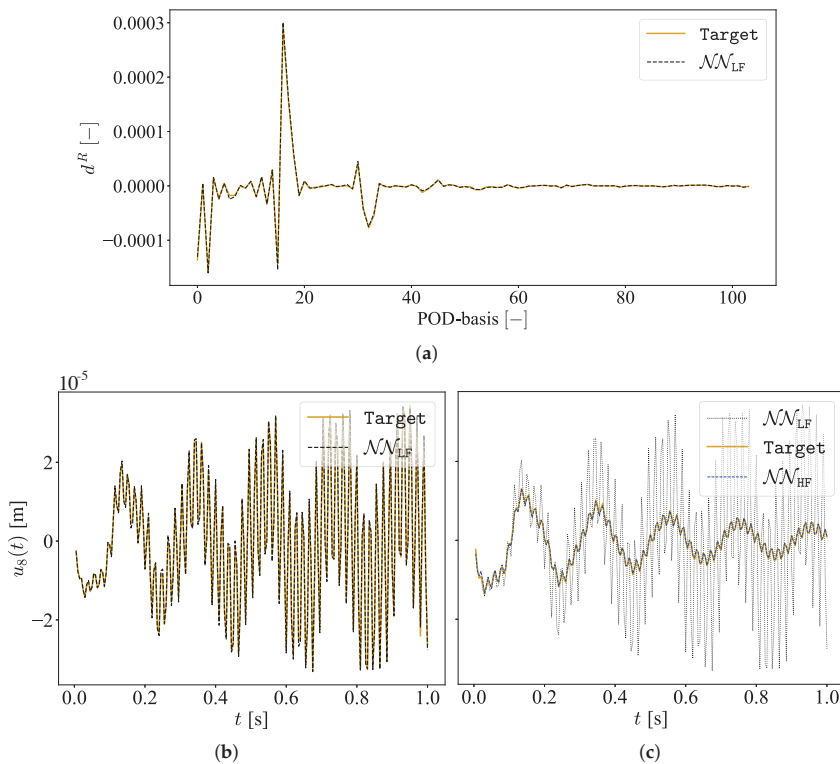 0.0003
0.0002
0.0001
0.0000
−0.0001
d^R [−]
Target
𝒩𝒩_LF
0 20 40 60 80 100
POD-basis [−]
(a)
10^-5
2
0
−2
u_8(t) [m]
Target
𝒩𝒩_LF
0.0 0.2 0.4 0.6 0.8 1.0
t [s]
(b)
𝒩𝒩_LF
Target
𝒩𝒩_HF
0.0 0.2 0.4 0.6 0.8 1.0
t [s]
(c)